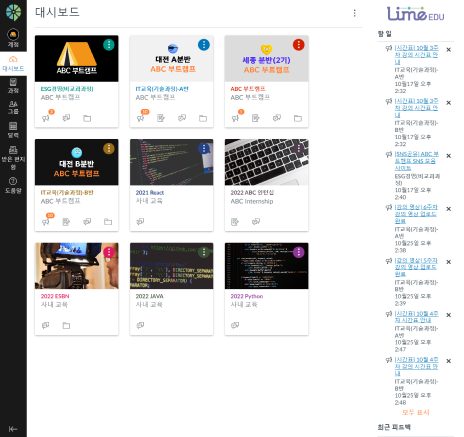 계정
대시보드
과정
그룹
달력
받은 편지
함
도움말
대시보드
ABC 부트캠프
ESG경영(비교과과정)
ABC 부트캠프
대전 A분반
ABC 부트캠프
IT교육(기술과정)-A반
ABC 부트캠프
세종 분반(2기)
ABC 부트캠프
ABC 부트캠프
ABC 부트캠프
대전 B분반
ABC 부트캠프
IT교육(기술과정)-B반
ABC 부트캠프
2021 React
사내 교육
2022 ABC 인턴십
ABC Internship
2022 ESBN
사내 교육
2022 JAVA
사내 교육
2022 Python
사내 교육
Lime EDU
할 일
[시간표] 10월 3주
차 강의 시간표 안내
IT교육(기술과정)-
A반
10월17일 오후
2:32
[시간표] 10월 3주
차 강의 시간표 안내
IT교육(기술과정)-
B반
10월17일 오후
2:32
[SNS운영] ABC 부
트캠프 SNS 모음
사이트
ESG경영(비교과과
정)
10월17일 오후
2:40
[강의 영상] 6주차
강의 영상 업로드
완료
IT교육(기술과정)-
A반
10월25일 오후
2:38
[강의 영상] 5주차
강의 영상 업로드
완료
IT교육(기술과정)-
B반
10월25일 오후
2:39
[시간표] 10월 4주
차 시간표 안내
IT교육(기술과정)-
A반
10월25일 오후
2:47
[시간표] 10월 4주
차 시간표 안내
IT교육(기술과정)-
B반
10월25일 오후
2:48
모두 표시
최근 피드백